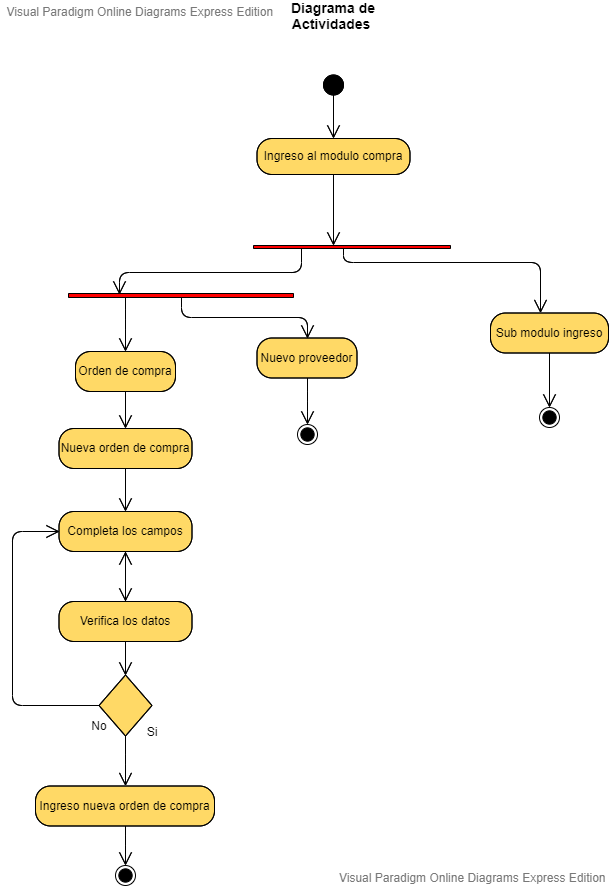 Visual Paradigm Online Diagrams Express Edition
Diagrama de
Actividades
Ingreso al modulo compra
Sub modulo ingreso
Nuevo proveedor
Orden de compra
Nueva orden de compra
Completa los campos
Verifica los datos
No
Si
Ingreso nueva orden de compra
Visual Paradigm Online Diagrams Express Edition